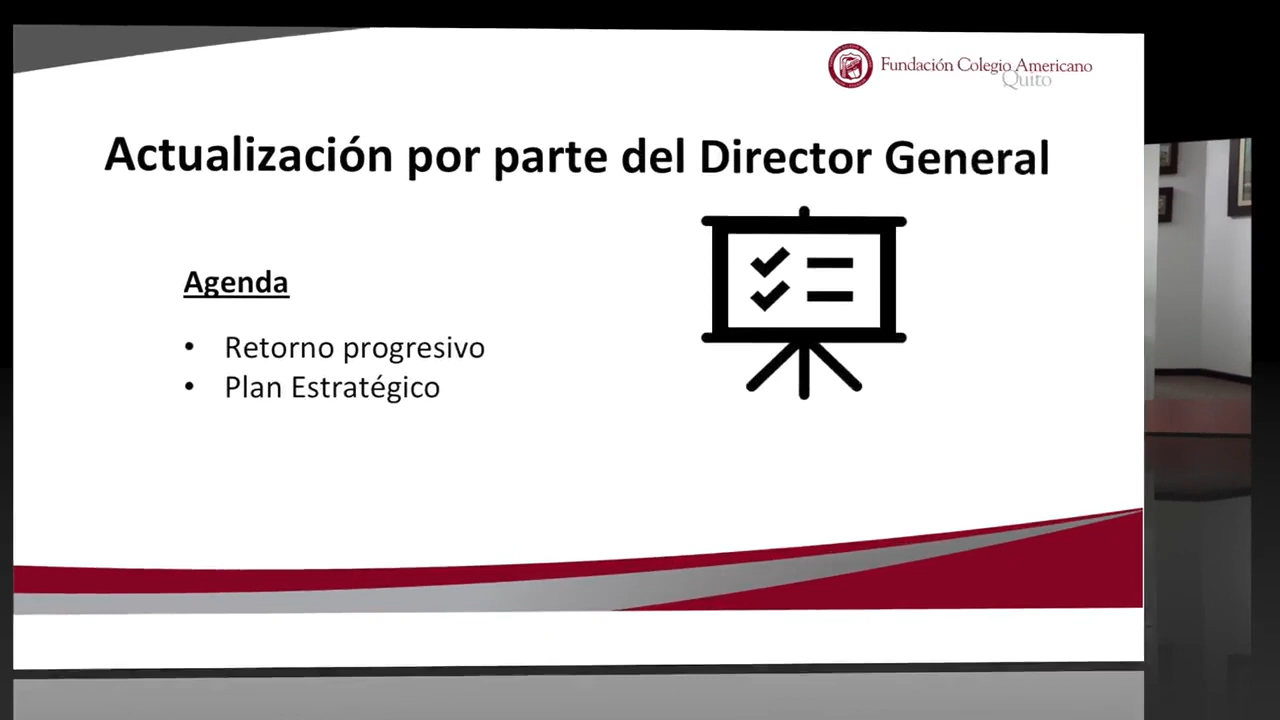 Fundación Colegio Americano
Quito
Actualización por parte del Director General
Agenda
• Retorno progresivo
• Plan Estratégico